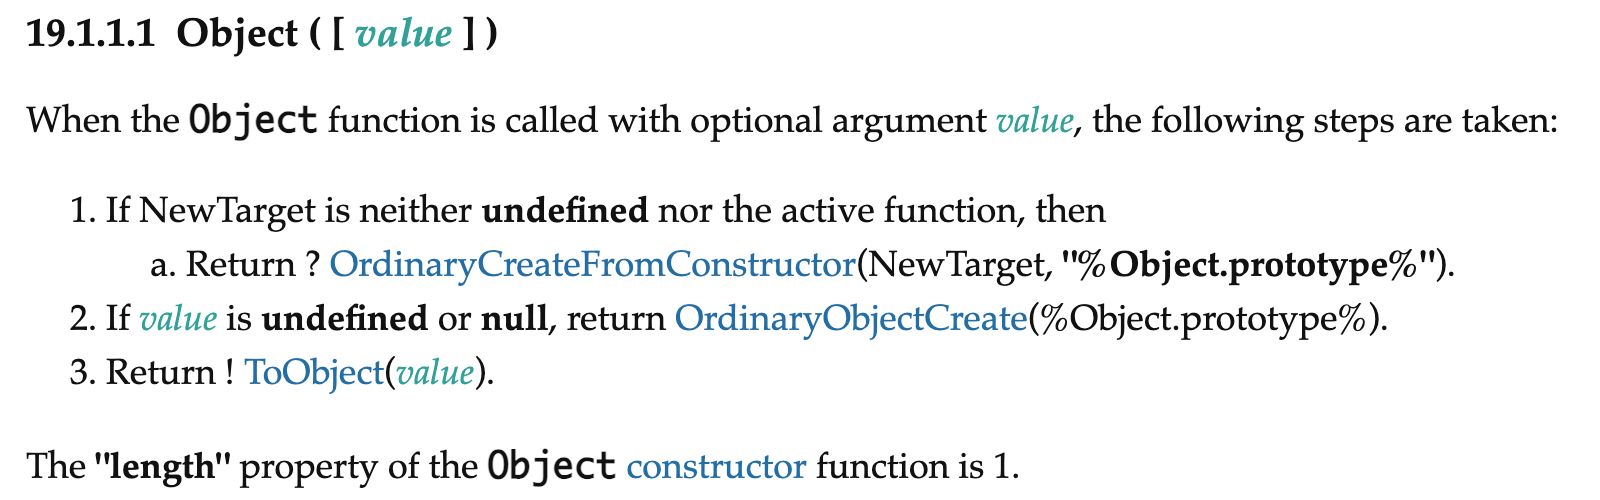 19.1.1.1 Object ( [ value ] )
When the Object function is called with optional argument value, the following steps are taken:
1. If NewTarget is neither undefined nor the active function, then
a. Return ? OrdinaryCreateFromConstructor(NewTarget, "%Object.prototype%").
2. If value is undefined or null, return OrdinaryObjectCreate(%Object.prototype%).
3. Return ! ToObject(value).
The "length" property of the Object constructor function is 1.